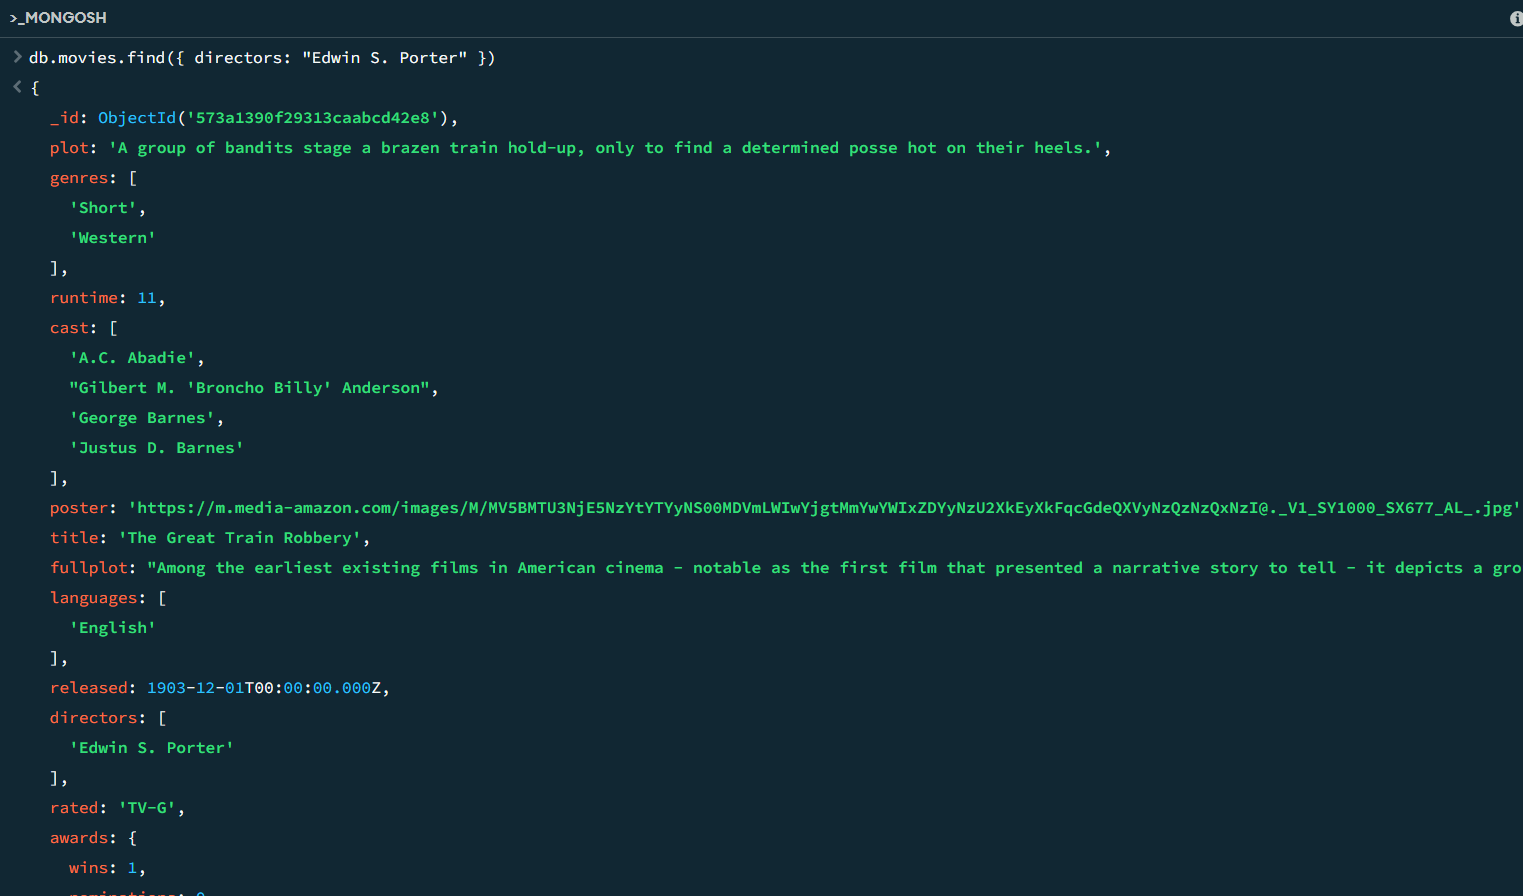 >_MONGOSH
db.movies.find({ directors: "Edwin S. Porter" })
{
_id: ObjectId('573a1390f29313caabcd42e8'),
plot: 'A group of bandits stage a brazen train hold-up, only to find a determined posse hot on their heels.',
genres: [
'Short',
'Western'
],
runtime: 11,
cast: [
'A.C. Abadie',
"Gilbert M. 'Broncho Billy' Anderson",
'George Barnes',
'Justus D. Barnes'
],
poster: 'https://m.media-amazon.com/images/M/MV5BMTU3NjE5NzYtYTYyNS00MDVmLWIwYjgtMmYwYWIxZDYyNzU2XkEyXkFqcGdeQXVyNzQzNzQxNzI@._V1_SY1000_SX677_AL_.jpg'
title: 'The Great Train Robbery',
fullplot: "Among the earliest existing films in American cinema - notable as the first film that presented a narrative story to tell - it depicts a gro
languages: [
'English'
],
released: 1903-12-01T00:00:00.000Z,
directors: [
'Edwin S. Porter'
],
rated: 'TV-G',
awards: {
wins: 1,